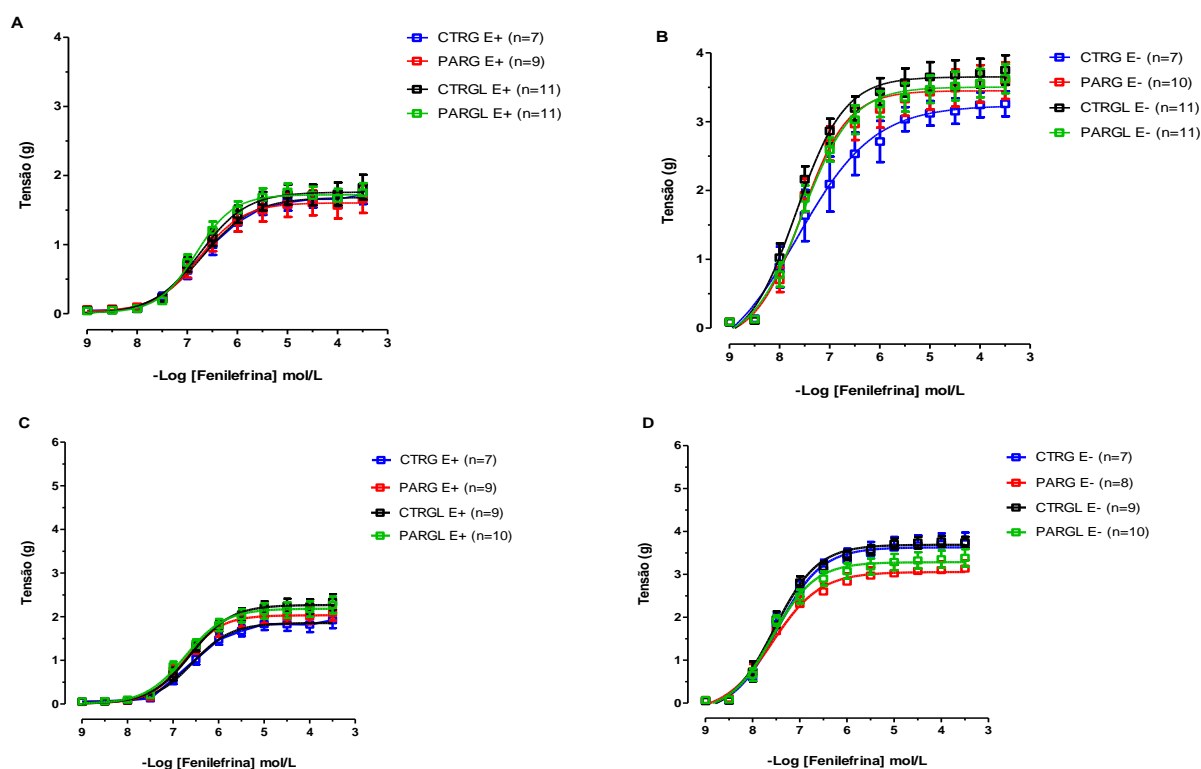 A
CTRG E+ (n=7)
PARG E+ (n=9)
CTRGL E+ (n=11)
PARGL E+ (n=11)
Tensão (g)
4
3
2
1
0
9 8 7 6 5 4 3
-Log [Fenilefrina] mol/L
B
CTRG E- (n=7)
PARG E- (n=10)
CTRGL E- (n=11)
PARGL E- (n=11)
Tensão (g)
4
3
2
1
0
9 8 7 6 5 4 3
-Log [Fenilefrina] mol/L
C
CTRG E+ (n=7)
PARG E+ (n=9)
CTRGL E+ (n=9)
PARGL E+ (n=10)
Tensão (g)
6
5
4
3
2
1
0
9 8 7 6 5 4 3
-Log [Fenilefrina] mol/L
D
CTRG E- (n=7)
PARG E- (n=8)
CTRGL E- (n=9)
PARGL E- (n=10)
Tensão (g)
6
5
4
3
2
1
0
9 8 7 6 5 4 3
-Log [Fenilefrina] mol/L